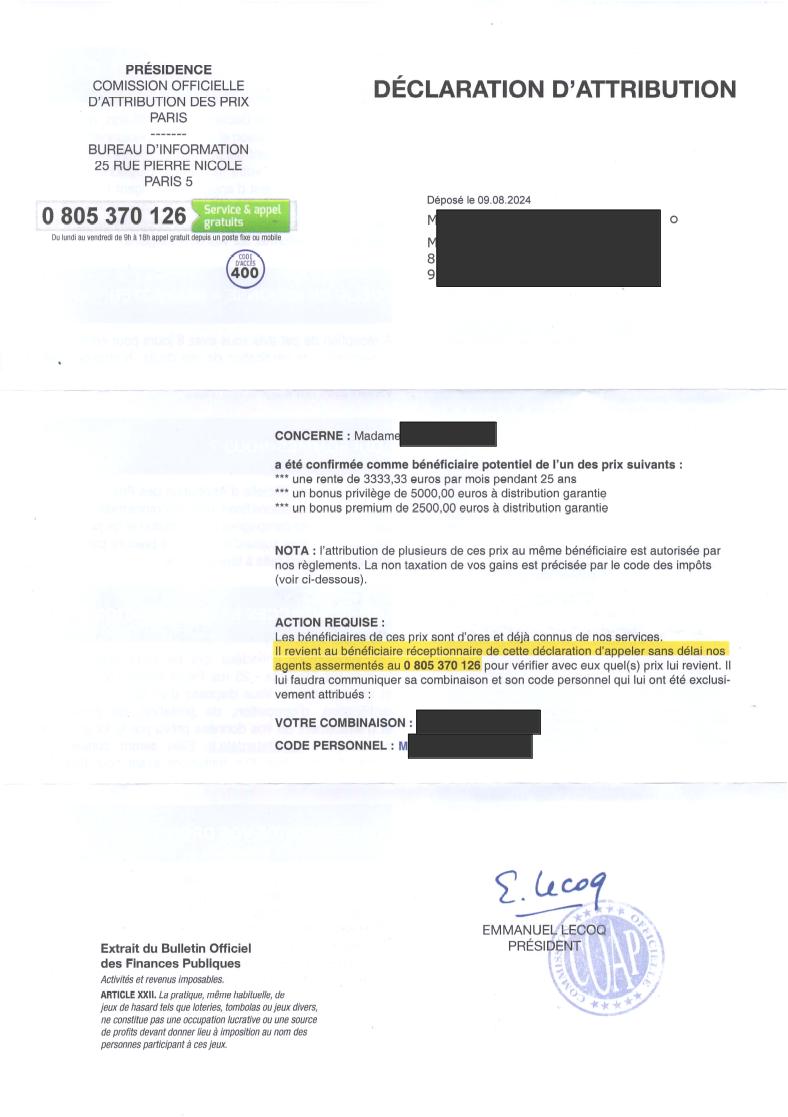 PRÉSIDENCE
COMISSION OFFICIELLE
D'ATTRIBUTION DES PRIX
PARIS
-------
BUREAU D'INFORMATION
25 RUE PIERRE NICOLE
PARIS 5
0 805 370 126 Service & appel
gratuits
Du lundi au vendredi de 9h à 18h appel gratuit depuis un poste fixe ou mobile
CODE
D'ACCÈS
400
DÉCLARATION D'ATTRIBUTION
Déposé le 09.08.2024
M O
M
8
9
CONCERNE : Madame
a été confirmée comme bénéficiaire potentiel de l'un des prix suivants :
*** une rente de 3333,33 euros par mois pendant 25 ans
*** un bonus privilège de 5000,00 euros à distribution garantie
*** un bonus premium de 2500,00 euros à distribution garantie
NOTA : l'attribution de plusieurs de ces prix au même bénéficiaire est autorisée par
nos règlements. La non taxation de vos gains est précisée par le code des impôts
(voir ci-dessous).
ACTION REQUISE :
Les bénéficiaires de ces prix sont d'ores et déjà connus de nos services.
Il revient au bénéficiaire réceptionnaire de cette déclaration d'appeler sans délai nos
agents assermentés au 0 805 370 126 pour vérifier avec eux quel(s) prix lui revient. Il
lui faudra communiquer sa combinaison et son code personnel qui lui ont été exclusi-
vement attribués :
VOTRE COMBINAISON :
CODE PERSONNEL : M
E. Lecoq
EMMANUEL LECOQ
PRÉSIDENT
COAP
Extrait du Bulletin Officiel
des Finances Publiques
Activités et revenus imposables.
ARTICLE XXII. La pratique, même habituelle, de
jeux de hasard tels que loteries, tombolas ou jeux divers,
ne constitue pas une occupation lucrative ou une source
de profits devant donner lieu à imposition au nom des
personnes participant à ces jeux.